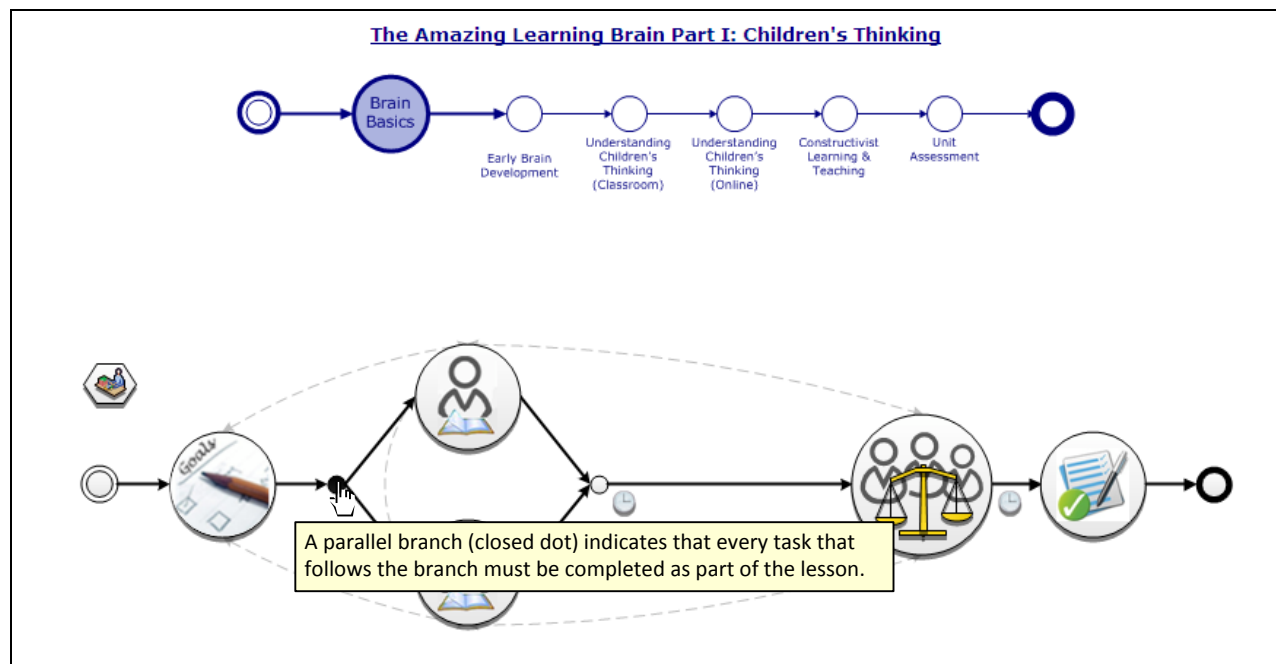 The Amazing Learning Brain Part I: Children's Thinking
Brain
Basics
Early Brain
Development
Understanding
Children's
Thinking
(Classroom)
Understanding
Children's
Thinking
(Online)
Constructivist
Learning &
Teaching
Unit
Assessment
Goals
A parallel branch (closed dot) indicates that every task that
follows the branch must be completed as part of the lesson.